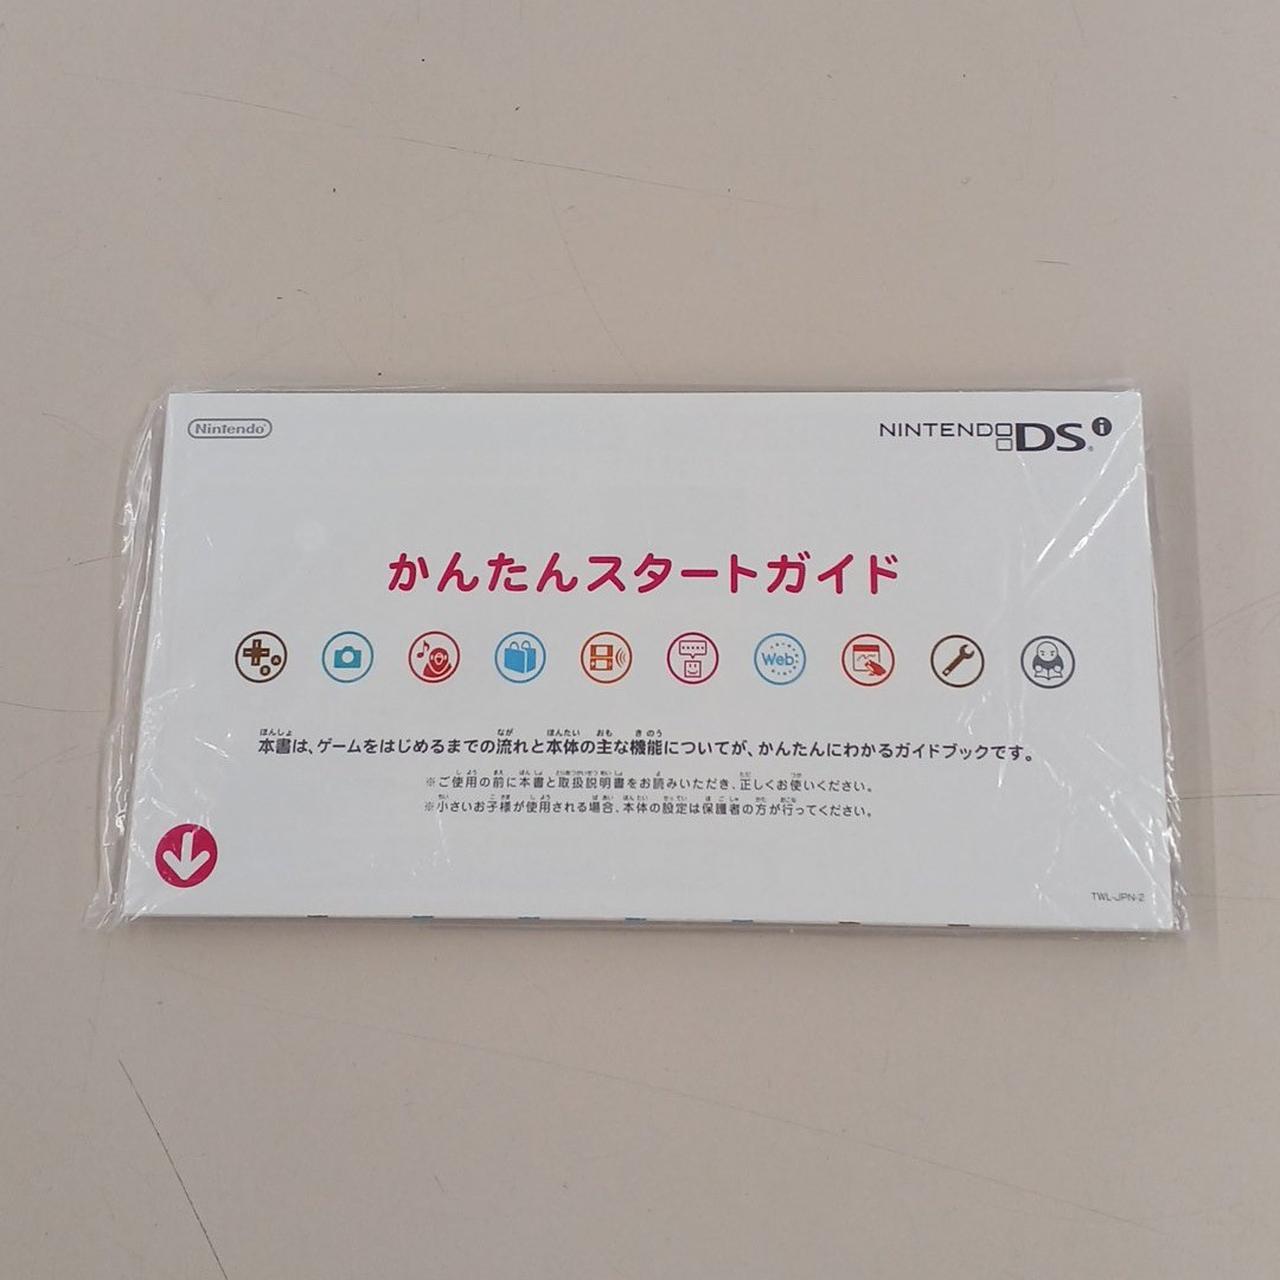 Nintendo
NINTENDO DSi
かんたんスタートガイド
Web
本書は、ゲームをはじめるまでの流れと本体の主な機能についてが、かんたんにわかるガイドブックです。
※ご使用の前に本書と取扱説明書をお読みいただき、正しくお使いください。
※小さいお子様が使用される場合、本体の設定は保護者の方が行ってください。
TWL-JPN-2